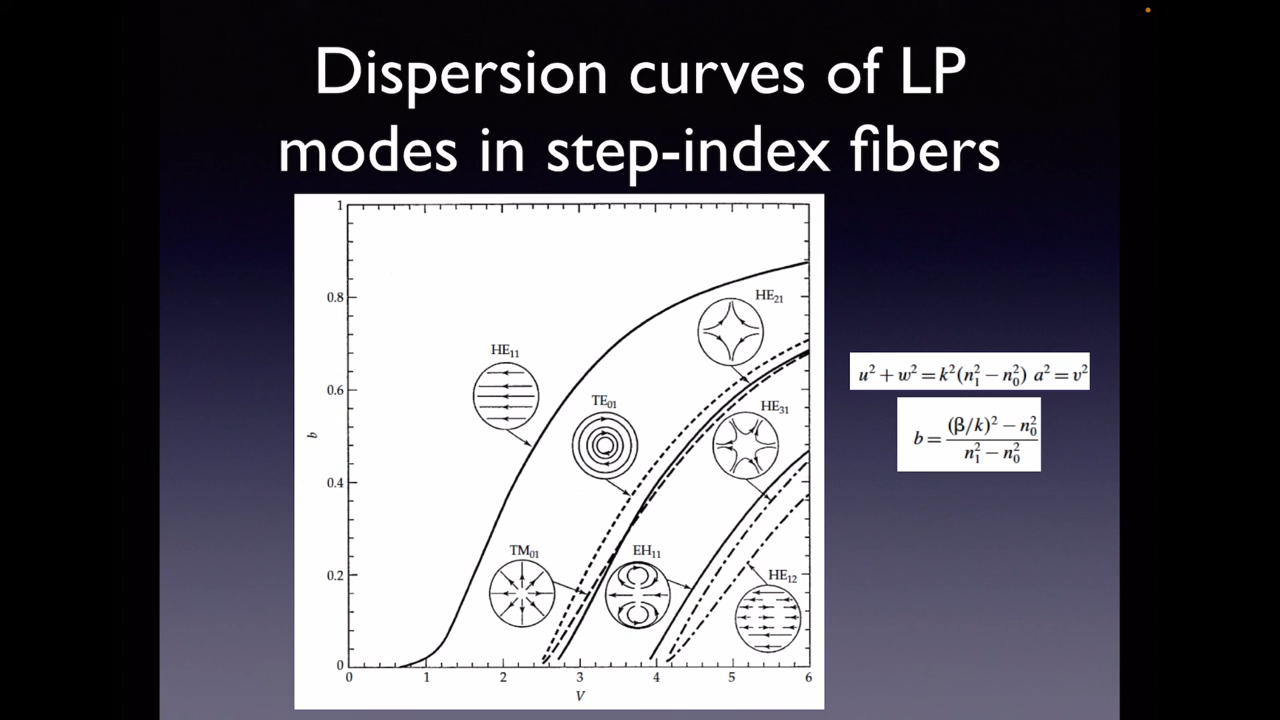 Dispersion curves of LP
modes in step-index fibers
1
0.8
0.6
0.4
0.2
0
b
0 1 2 3 4 5 6
V
HE₁₁
TE₀₁
HE₂₁
HE₃₁
TM₀₁
EH₁₁
HE₁₂
u² + w² = k²(n₁² − n₀²) a² = v²
b = ((β/k)² − n₀²) / (n₁² − n₀²)